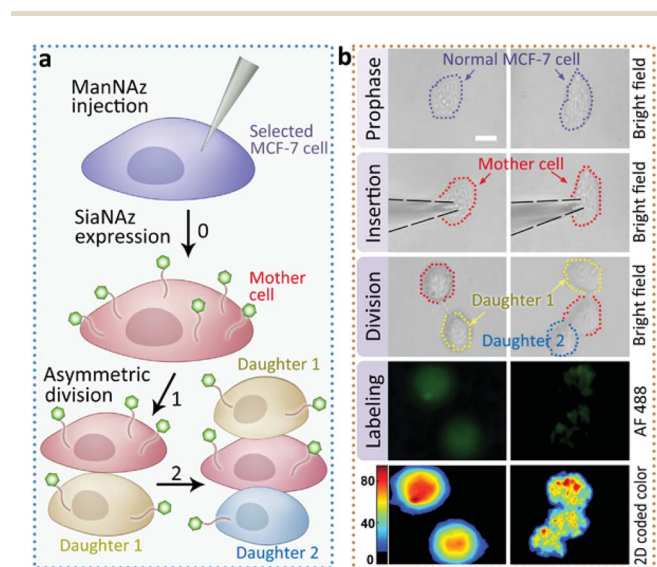 a
ManNAz
injection
Selected
MCF-7 cell
SiaNAz
expression
0
Mother
cell
Asymmetric
division
1
Daughter 1
2
Daughter 1
Daughter 2
b
Prophase
Normal MCF-7 cell
Bright field
Insertion
Mother cell
Bright field
Division
Daughter 1
Daughter 2
Bright field
Labeling
AF 488
80
40
0
2D coded color